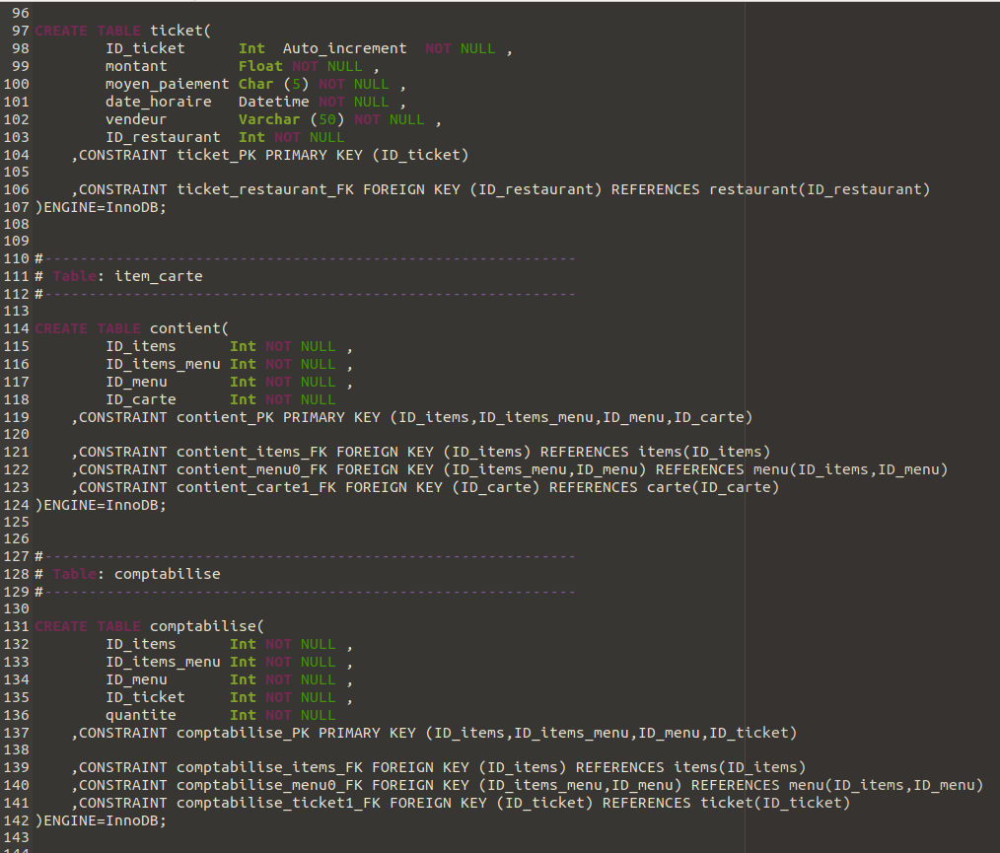 96
97 CREATE TABLE ticket(
98         ID_ticket      Int  Auto_increment  NOT NULL ,
99         montant        Float NOT NULL ,
100         moyen_paiement Char (5) NOT NULL ,
101         date_horaire   Datetime NOT NULL ,
102         vendeur        Varchar (50) NOT NULL ,
103         ID_restaurant  Int NOT NULL
104     ,CONSTRAINT ticket_PK PRIMARY KEY (ID_ticket)
105
106     ,CONSTRAINT ticket_restaurant_FK FOREIGN KEY (ID_restaurant) REFERENCES restaurant(ID_restaurant)
107 )ENGINE=InnoDB;
108
109
110 #------------------------------------------------------------
111 # Table: item_carte
112 #------------------------------------------------------------
113
114 CREATE TABLE contient(
115         ID_items      Int NOT NULL ,
116         ID_items_menu Int NOT NULL ,
117         ID_menu       Int NOT NULL ,
118         ID_carte      Int NOT NULL
119     ,CONSTRAINT contient_PK PRIMARY KEY (ID_items,ID_items_menu,ID_menu,ID_carte)
120
121     ,CONSTRAINT contient_items_FK FOREIGN KEY (ID_items) REFERENCES items(ID_items)
122     ,CONSTRAINT contient_menu0_FK FOREIGN KEY (ID_items_menu,ID_menu) REFERENCES menu(ID_items,ID_menu)
123     ,CONSTRAINT contient_carte1_FK FOREIGN KEY (ID_carte) REFERENCES carte(ID_carte)
124 )ENGINE=InnoDB;
125
126
127 #------------------------------------------------------------
128 # Table: comptabilise
129 #------------------------------------------------------------
130
131 CREATE TABLE comptabilise(
132         ID_items      Int NOT NULL ,
133         ID_items_menu Int NOT NULL ,
134         ID_menu       Int NOT NULL ,
135         ID_ticket     Int NOT NULL ,
136         quantite      Int NOT NULL
137     ,CONSTRAINT comptabilise_PK PRIMARY KEY (ID_items,ID_items_menu,ID_menu,ID_ticket)
138
139     ,CONSTRAINT comptabilise_items_FK FOREIGN KEY (ID_items) REFERENCES items(ID_items)
140     ,CONSTRAINT comptabilise_menu0_FK FOREIGN KEY (ID_items_menu,ID_menu) REFERENCES menu(ID_items,ID_menu)
141     ,CONSTRAINT comptabilise_ticket1_FK FOREIGN KEY (ID_ticket) REFERENCES ticket(ID_ticket)
142 )ENGINE=InnoDB;
143